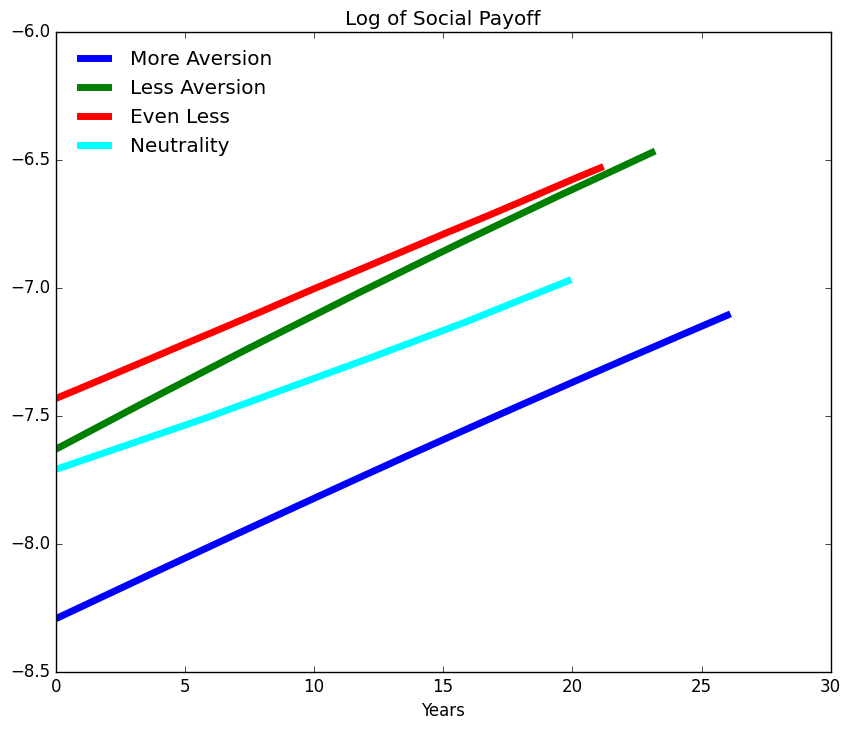 Log of Social Payoff
−6.0
−6.5
−7.0
−7.5
−8.0
−8.5
More Aversion
Less Aversion
Even Less
Neutrality
0 5 10 15 20 25 30
Years